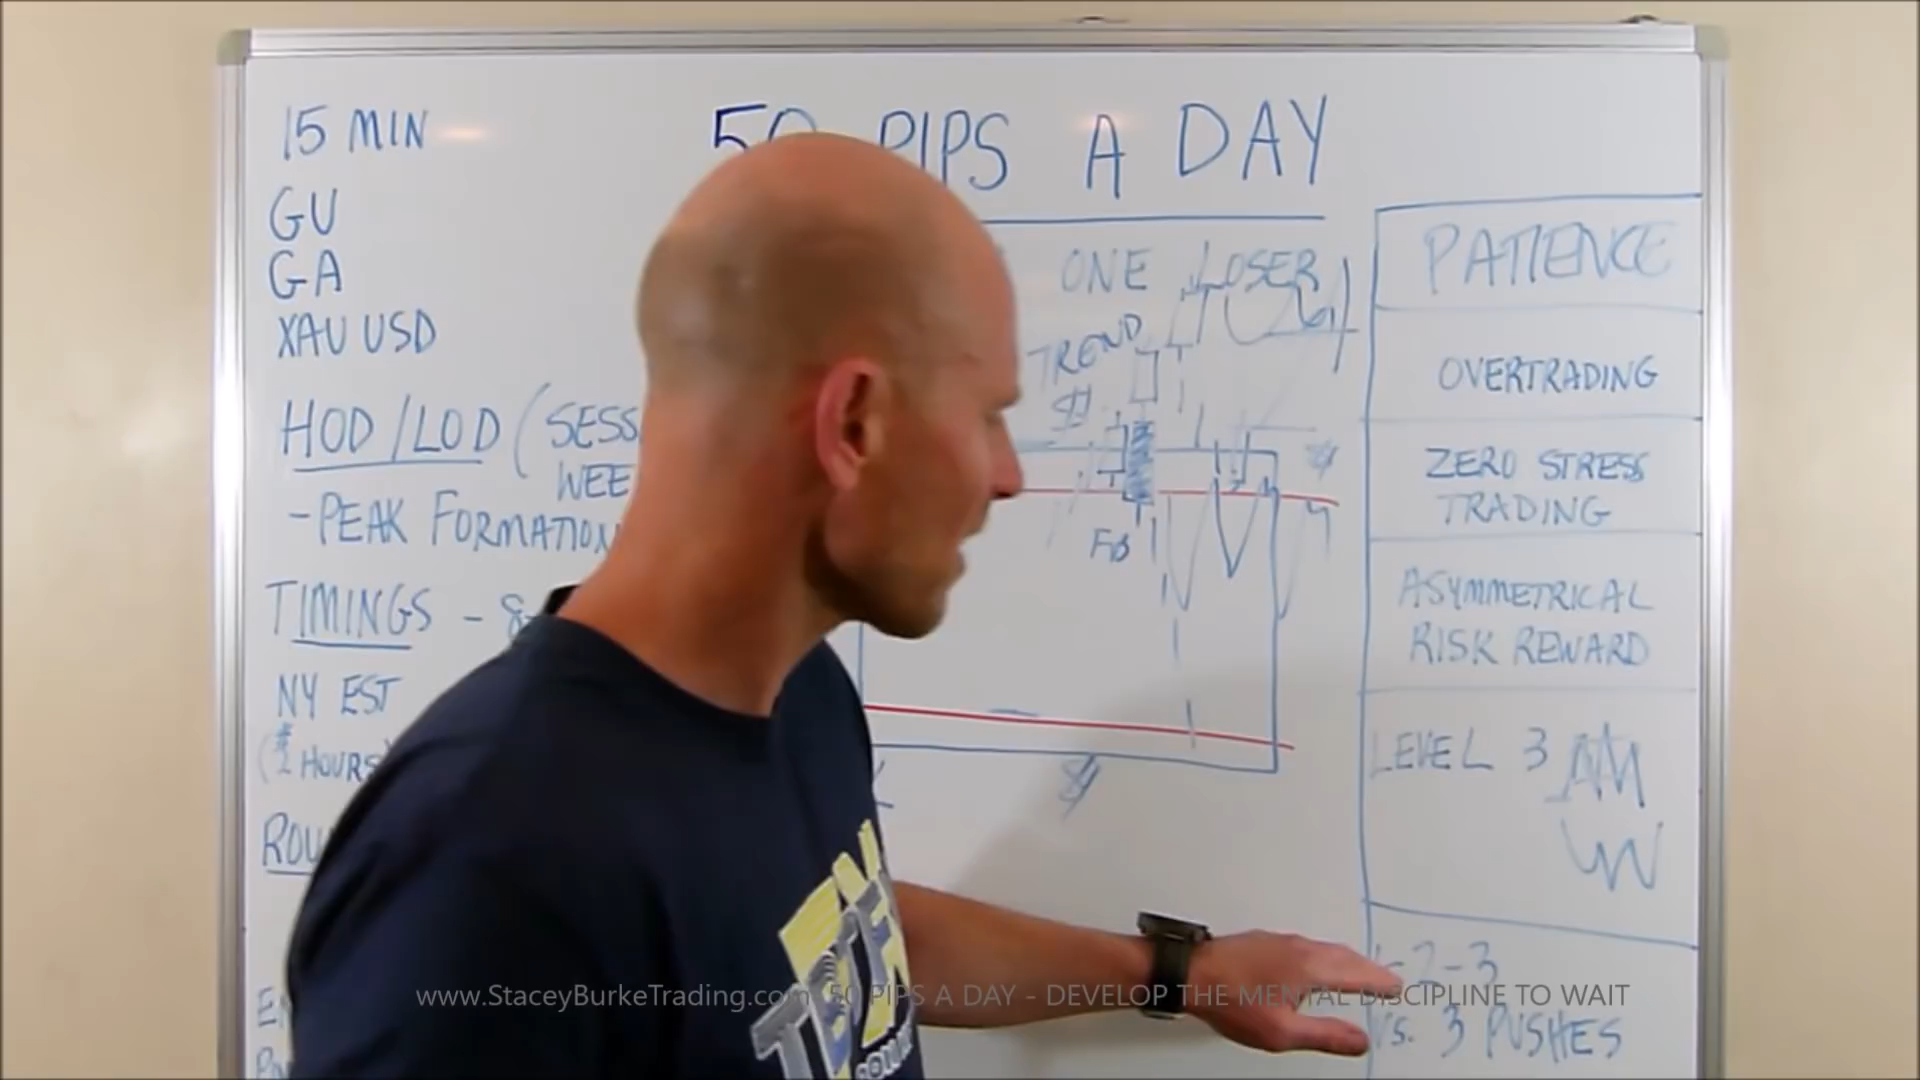 15 MIN
50 PIPS A DAY
GU
GA
XAU USD
ONE LOSER
TREND
HOD/LOD (SESS
WEE
- PEAK FORMATION
FB
TIMINGS - 8-
NY EST
HOURS
ROU
PATIENCE
OVERTRADING
ZERO STRESS
TRADING
ASYMMETRICAL
RISK REWARD
LEVEL 3
1-2-3
VS. 3 PUSHES
www.StaceyBurkeTrading.com 50 PIPS A DAY - DEVELOP THE MENTAL DISCIPLINE TO WAIT